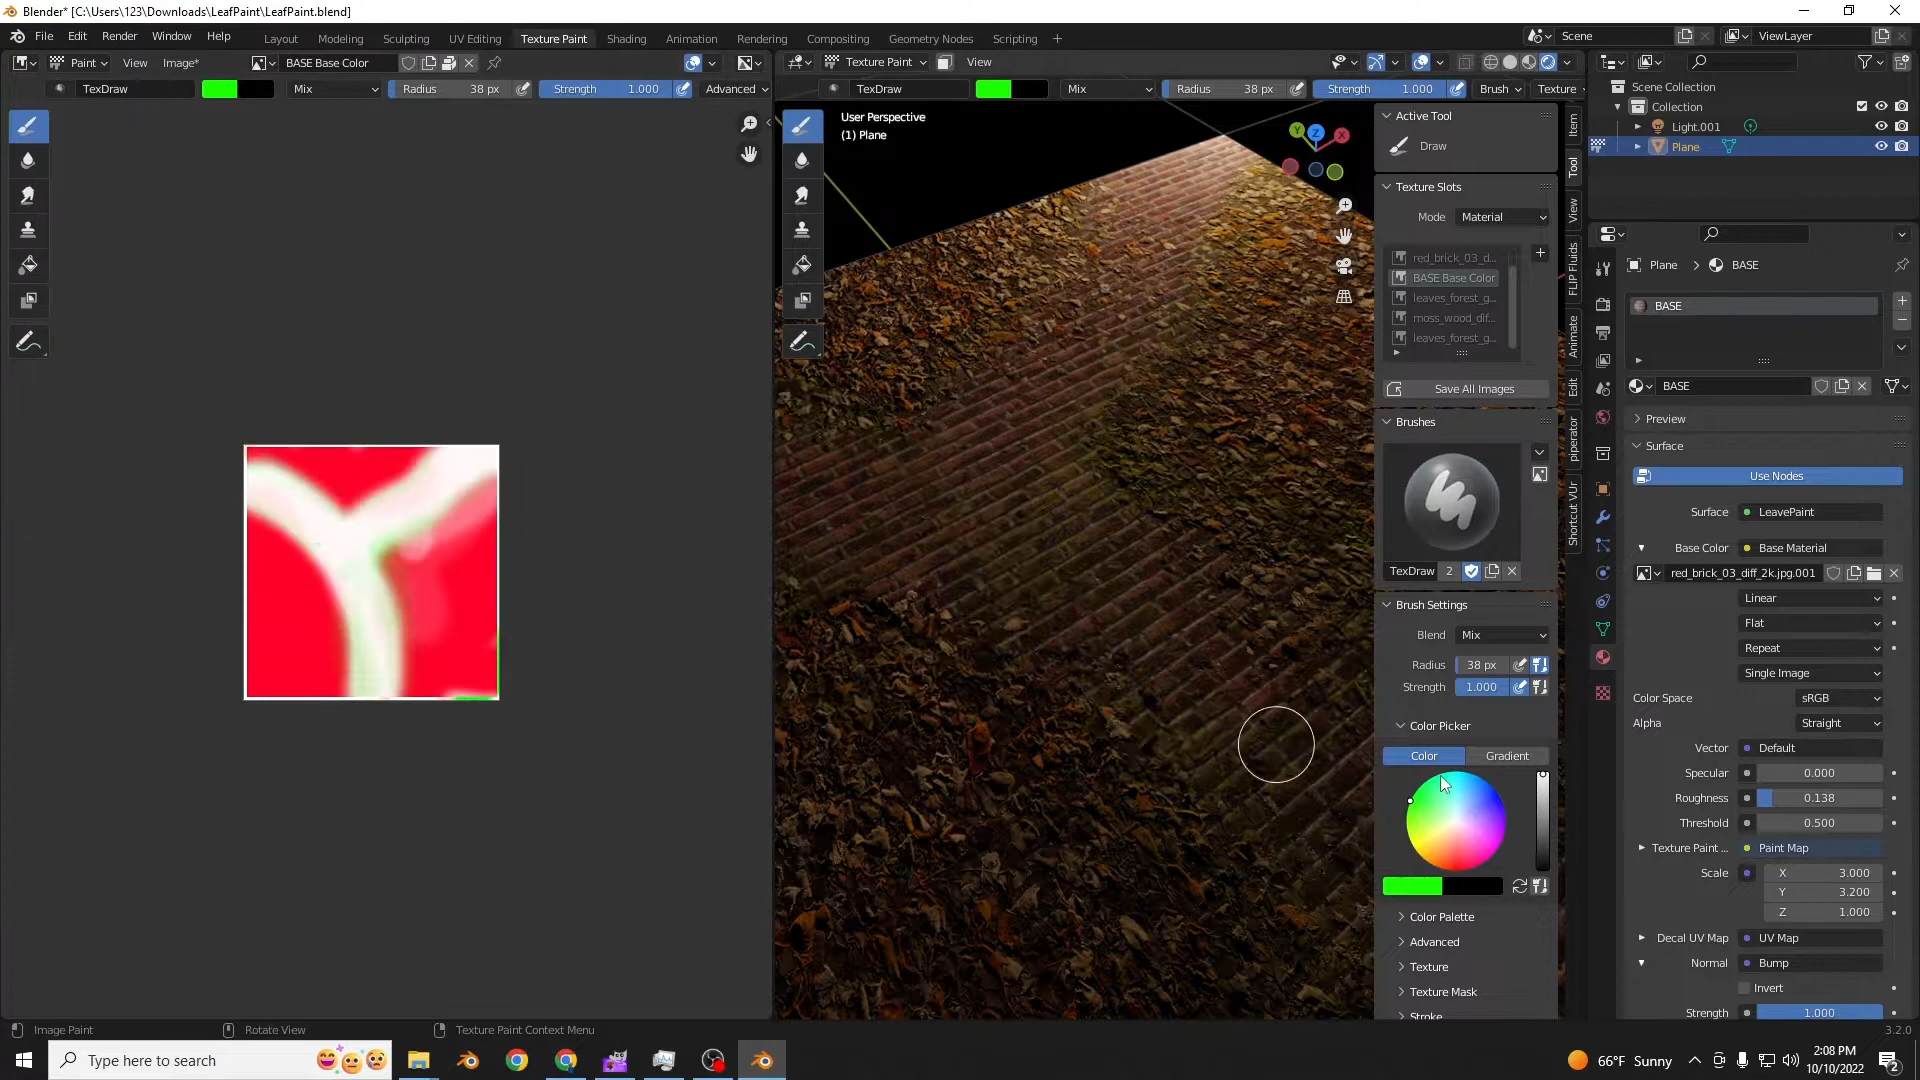 Blender* [C:\Users\123\Downloads\LeafPaint\LeafPaint.blend]
File Edit Render Window Help Layout Modeling Sculpting UV Editing Texture Paint Shading Animation Rendering Compositing Geometry Nodes Scripting + Scene ViewLayer
Paint View Image* BASE Base Color
Texture Paint View
TexDraw Mix Radius 38 px Strength 1.000 Advanced
TexDraw Mix Radius 38 px Strength 1.000 Brush Texture
User Perspective
(1) Plane
Y Z X
Active Tool
Draw
Texture Slots
Mode Material
red_brick_03_d...
BASE Base Color
leaves_forest_g...
moss_wood_dif...
leaves_forest_g...
Save All Images
Brushes
TexDraw 2
Brush Settings
Blend Mix
Radius 38 px
Strength 1.000
Color Picker
Color Gradient
Color Palette
Advanced
Texture
Texture Mask
Stroke
Item
Tool
View
FLIP Fluids
Animate
Edit
piperator
Shortcut VUr
Scene Collection
Collection
Light.001
Plane
Plane > BASE
BASE
BASE
Preview
Surface
Use Nodes
Surface LeavePaint
Base Color Base Material
red_brick_03_diff_2k.jpg.001
Linear
Flat
Repeat
Single Image
Color Space sRGB
Alpha Straight
Vector Default
Specular 0.000
Roughness 0.138
Threshold 0.500
Texture Paint ... Paint Map
Scale X 3.000
Y 3.200
Z 1.000
Decal UV Map UV Map
Normal Bump
Invert
Strength 1.000
Image Paint Rotate View Texture Paint Context Menu 3.2.0
Type here to search
66°F Sunny
2:08 PM
10/10/2022
2